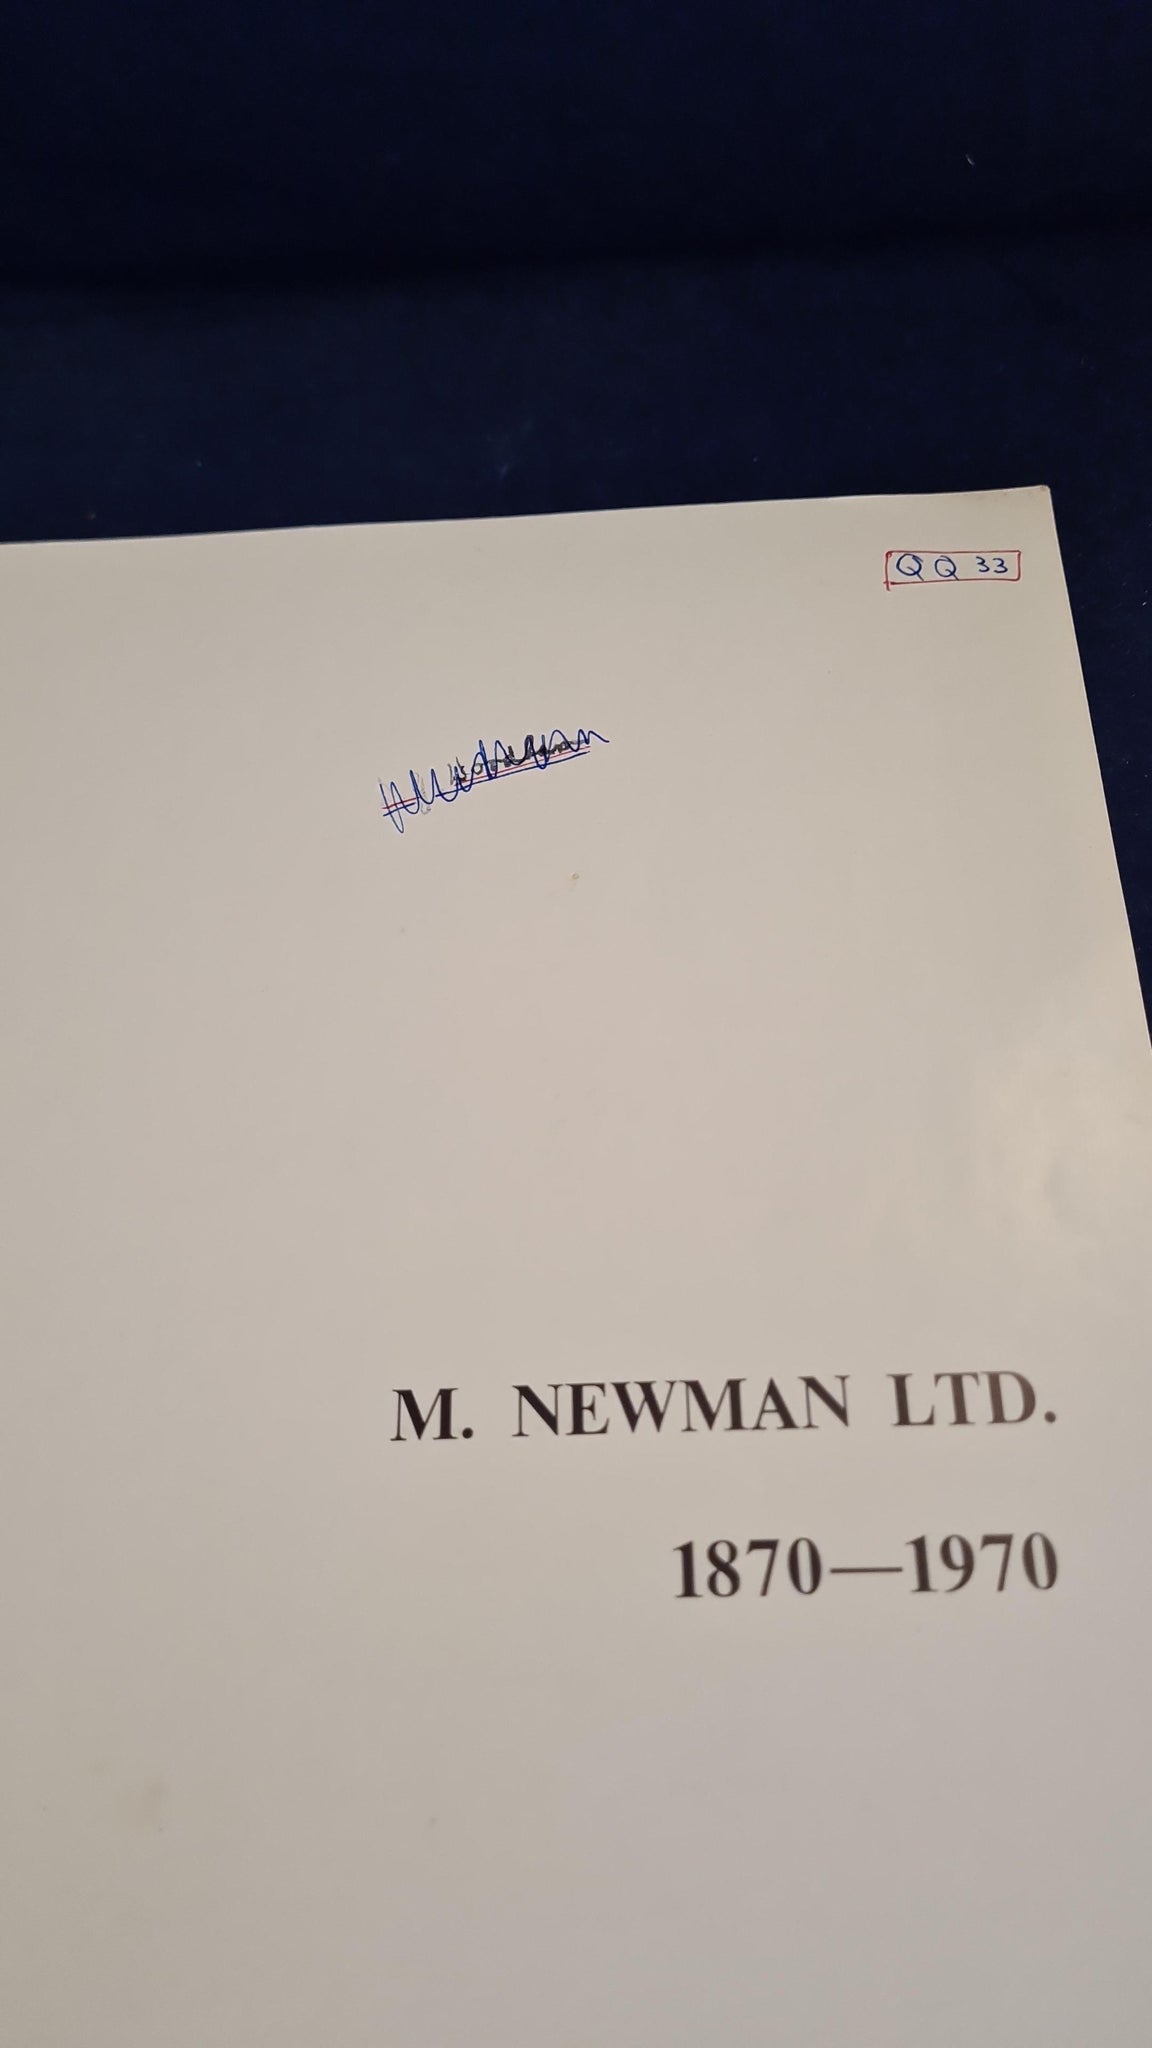 QQ 33
M. NEWMAN LTD.
1870—1970